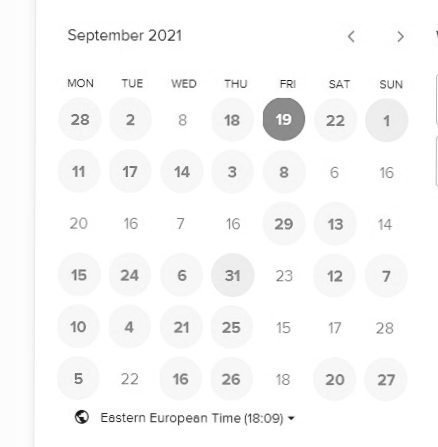 September 2021 < >
MON TUE WED THU FRI SAT SUN
28 2 8 18 19 22 1
11 17 14 3 8 6 16
20 16 7 16 29 13 14
15 24 6 31 23 12 7
10 4 21 25 15 17 28
5 22 16 26 18 20 27
Eastern European Time (18:09)